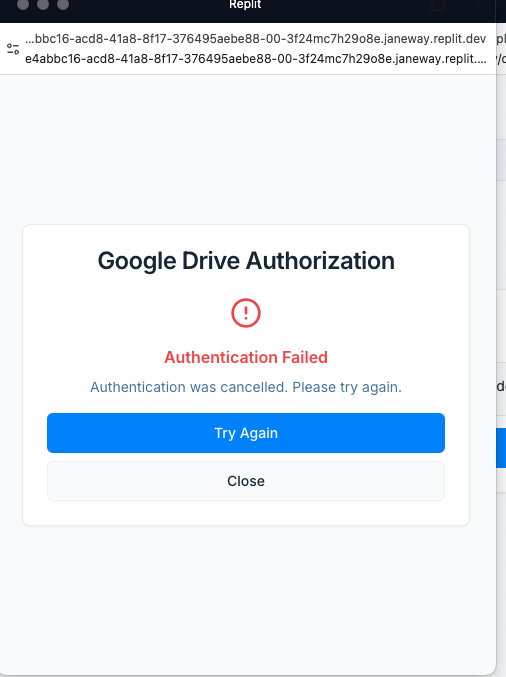 Replit
...bbc16-acd8-41a8-8f17-376495aebe88-00-3f24mc7h29o8e.janeway.replit.dev
e4abbc16-acd8-41a8-8f17-376495aebe88-00-3f24mc7h29o8e.janeway.replit....
Google Drive Authorization
Authentication Failed
Authentication was cancelled. Please try again.
Try Again
Close